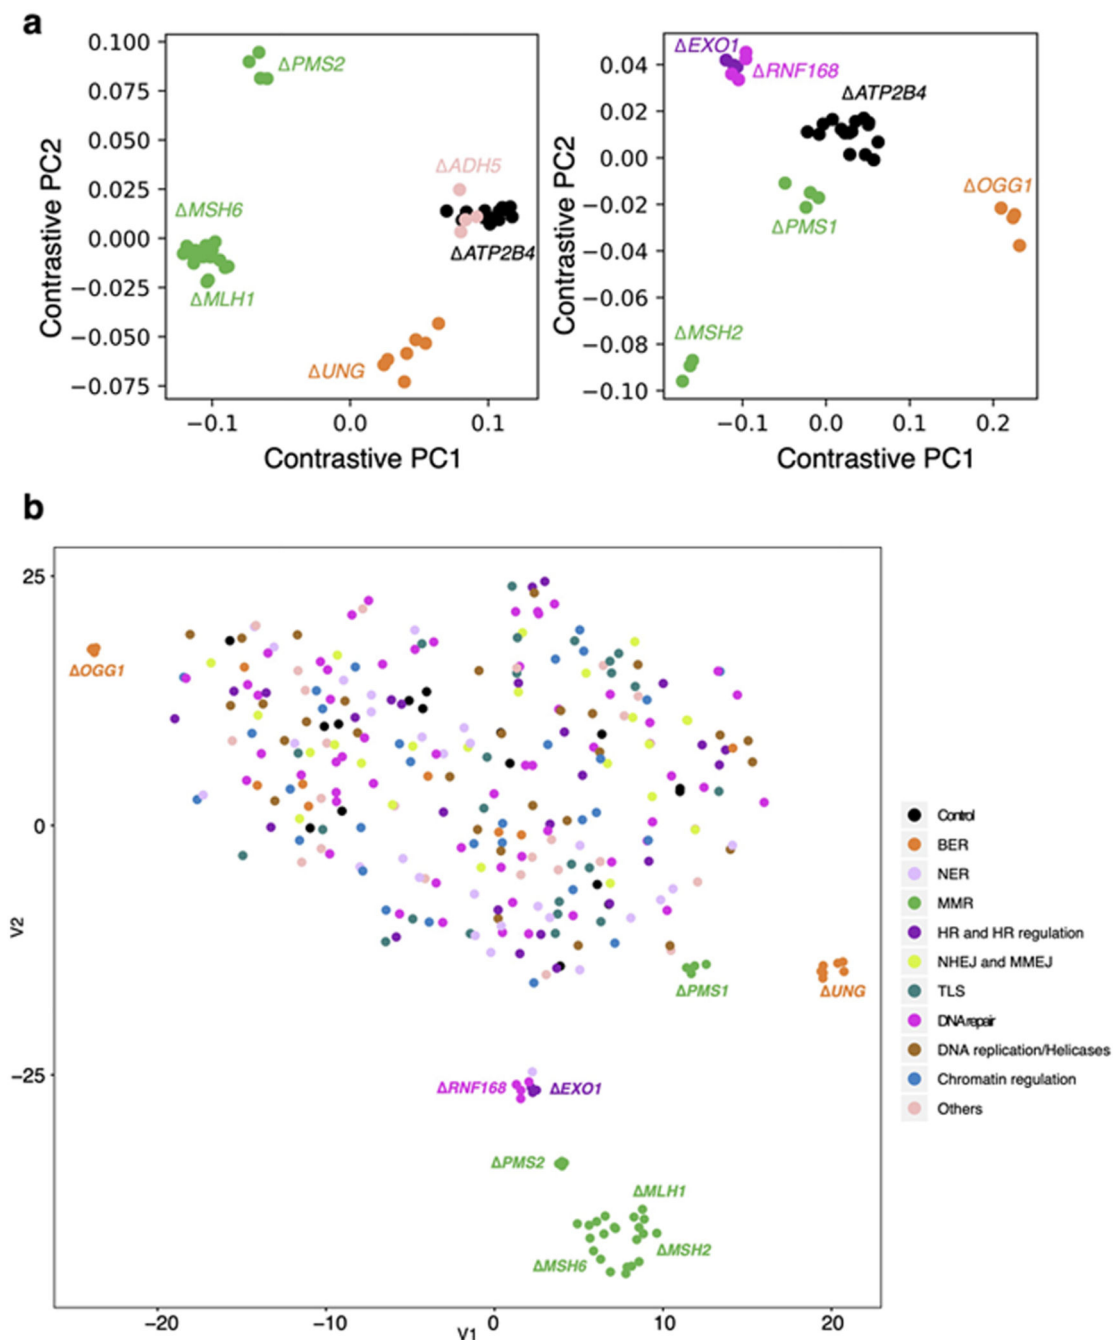 a
0.100
0.075
0.050
0.025
0.000
−0.025
−0.050
−0.075
Contrastive PC2
ΔPMS2
ΔADH5
ΔMSH6
ΔATP2B4
ΔMLH1
ΔUNG
−0.1
0.0
0.1
Contrastive PC1
0.04
0.02
0.00
−0.02
−0.04
−0.06
−0.08
−0.10
Contrastive PC2
ΔEXO1
ΔRNF168
ΔATP2B4
ΔOGG1
ΔPMS1
ΔMSH2
−0.1
0.0
0.1
0.2
Contrastive PC1
b
25
0
−25
V2
ΔOGG1
ΔPMS1
ΔUNG
ΔRNF168
ΔEXO1
ΔPMS2
ΔMLH1
ΔMSH2
ΔMSH6
−20
−10
0
10
20
V1
Control
BER
NER
MMR
HR and HR regulation
NHEJ and MMEJ
TLS
DNA repair
DNA replication/Helicases
Chromatin regulation
Others